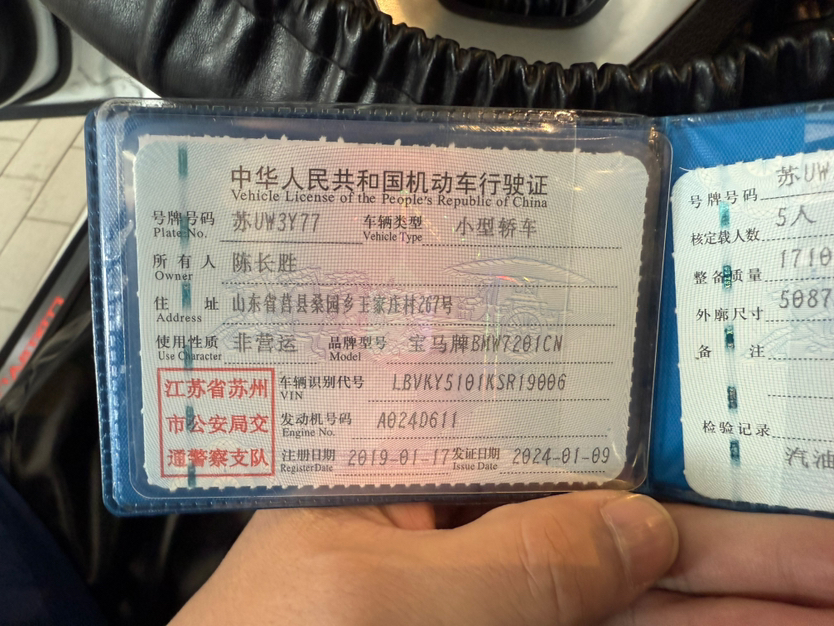 中华人民共和国机动车行驶证
Vehicle License of the People's Republic of China
号牌号码 苏UW3Y77 车辆类型 小型轿车
Plate No. Vehicle Type
所有人 陈长胜
Owner
住址 山东省莒县桑园乡王家庄村267号
Address
使用性质 非营运 品牌型号 宝马牌BMW7201CN
Use Character Model
江苏省苏州
市公安局交
通警察支队
车辆识别代号 LBVKY5101KSR19006
VIN
发动机号码 A024D611
Engine No.
注册日期 2019-01-17 发证日期 2024-01-09
Register Date Issue Date
号牌号码 苏UW
核定载人数 5人
整备质量 1710
外廓尺寸 5087
备注
检验记录
汽油